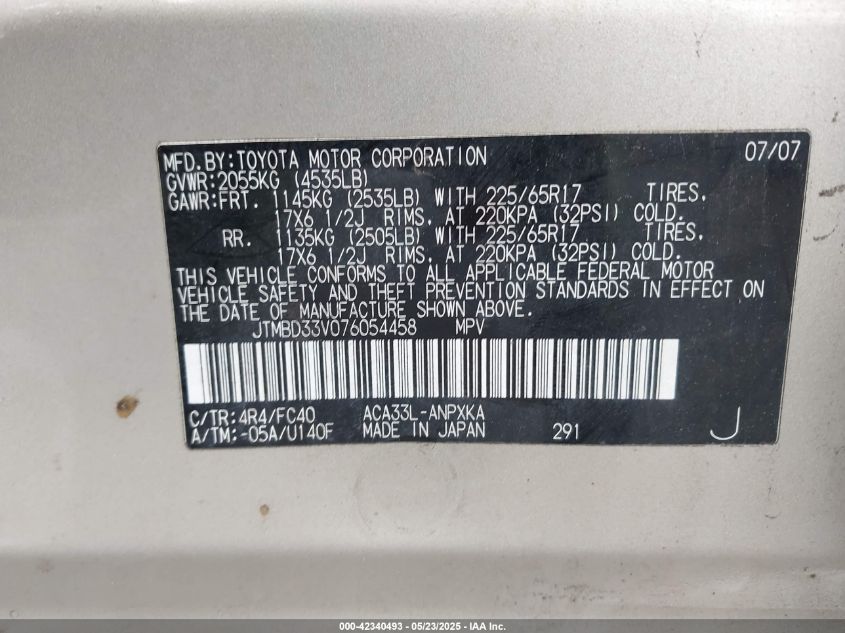 MFD.BY:TOYOTA MOTOR CORPORATION 07/07
GVWR:2055KG (4535LB)
GAWR:FRT. 1145KG (2535LB) WITH 225/65R17 TIRES.
17X6 1/2J RIMS. AT 220KPA (32PSI) COLD.
RR. 1135KG (2505LB) WITH 225/65R17 TIRES.
17X6 1/2J RIMS. AT 220KPA (32PSI) COLD.
THIS VEHICLE CONFORMS TO ALL APPLICABLE FEDERAL MOTOR
VEHICLE SAFETY AND THEFT PREVENTION STANDARDS IN EFFECT ON
THE DATE OF MANUFACTURE SHOWN ABOVE.
JTMBD33V076054458 MPV
C/TR:4R4/FC40 ACA33L-ANPXKA
A/TM:-05A/U140F MADE IN JAPAN 291 J
000-42340493 - 05/23/2025 - IAA Inc.